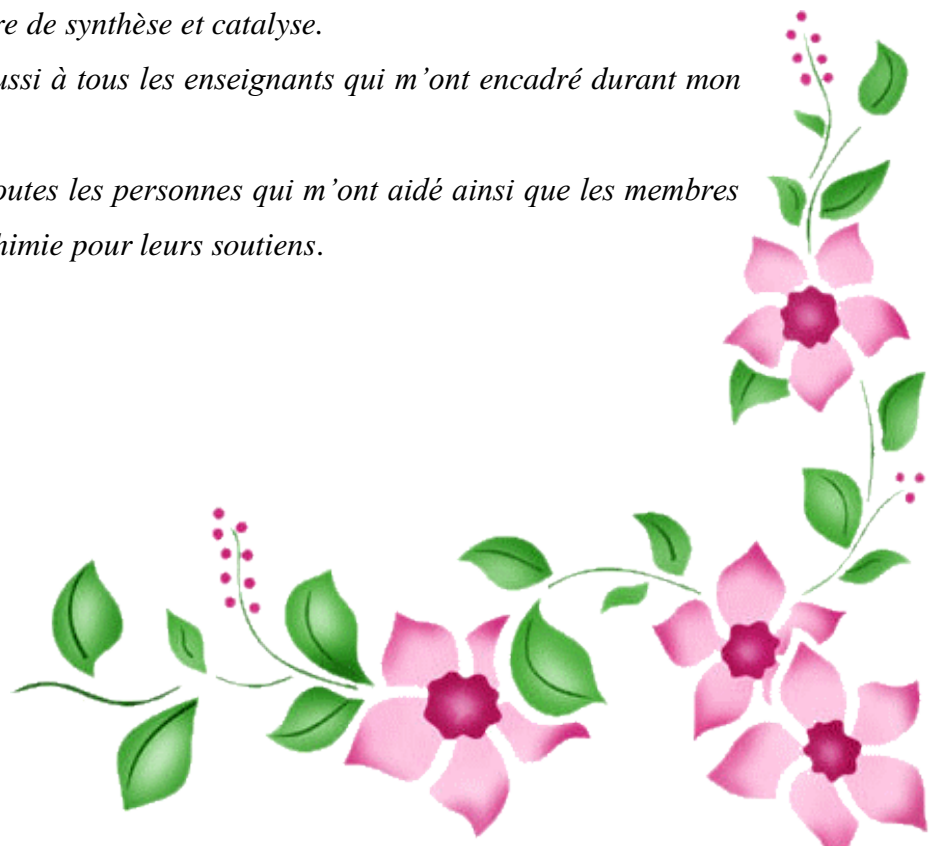 re de synthèse et catalyse.
ussi à tous les enseignants qui m’ont encadré durant mon
outes les personnes qui m’ont aidé ainsi que les membres
himie pour leurs soutiens.